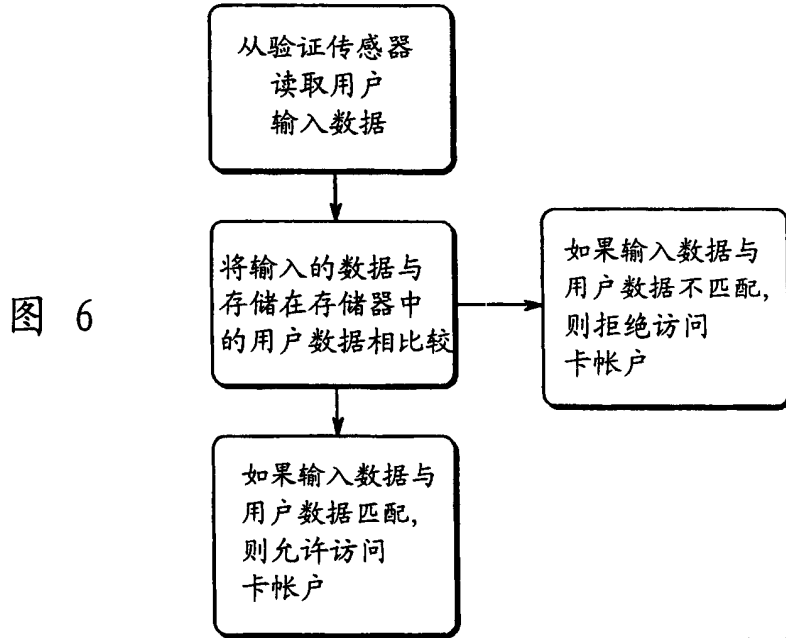 从验证传感器
读取用户
输入数据
将输入的数据与
存储在存储器中
的用户数据相比较
如果输入数据与
用户数据不匹配,
则拒绝访问
卡帐户
图 6
如果输入数据与
用户数据匹配,
则允许访问
卡帐户